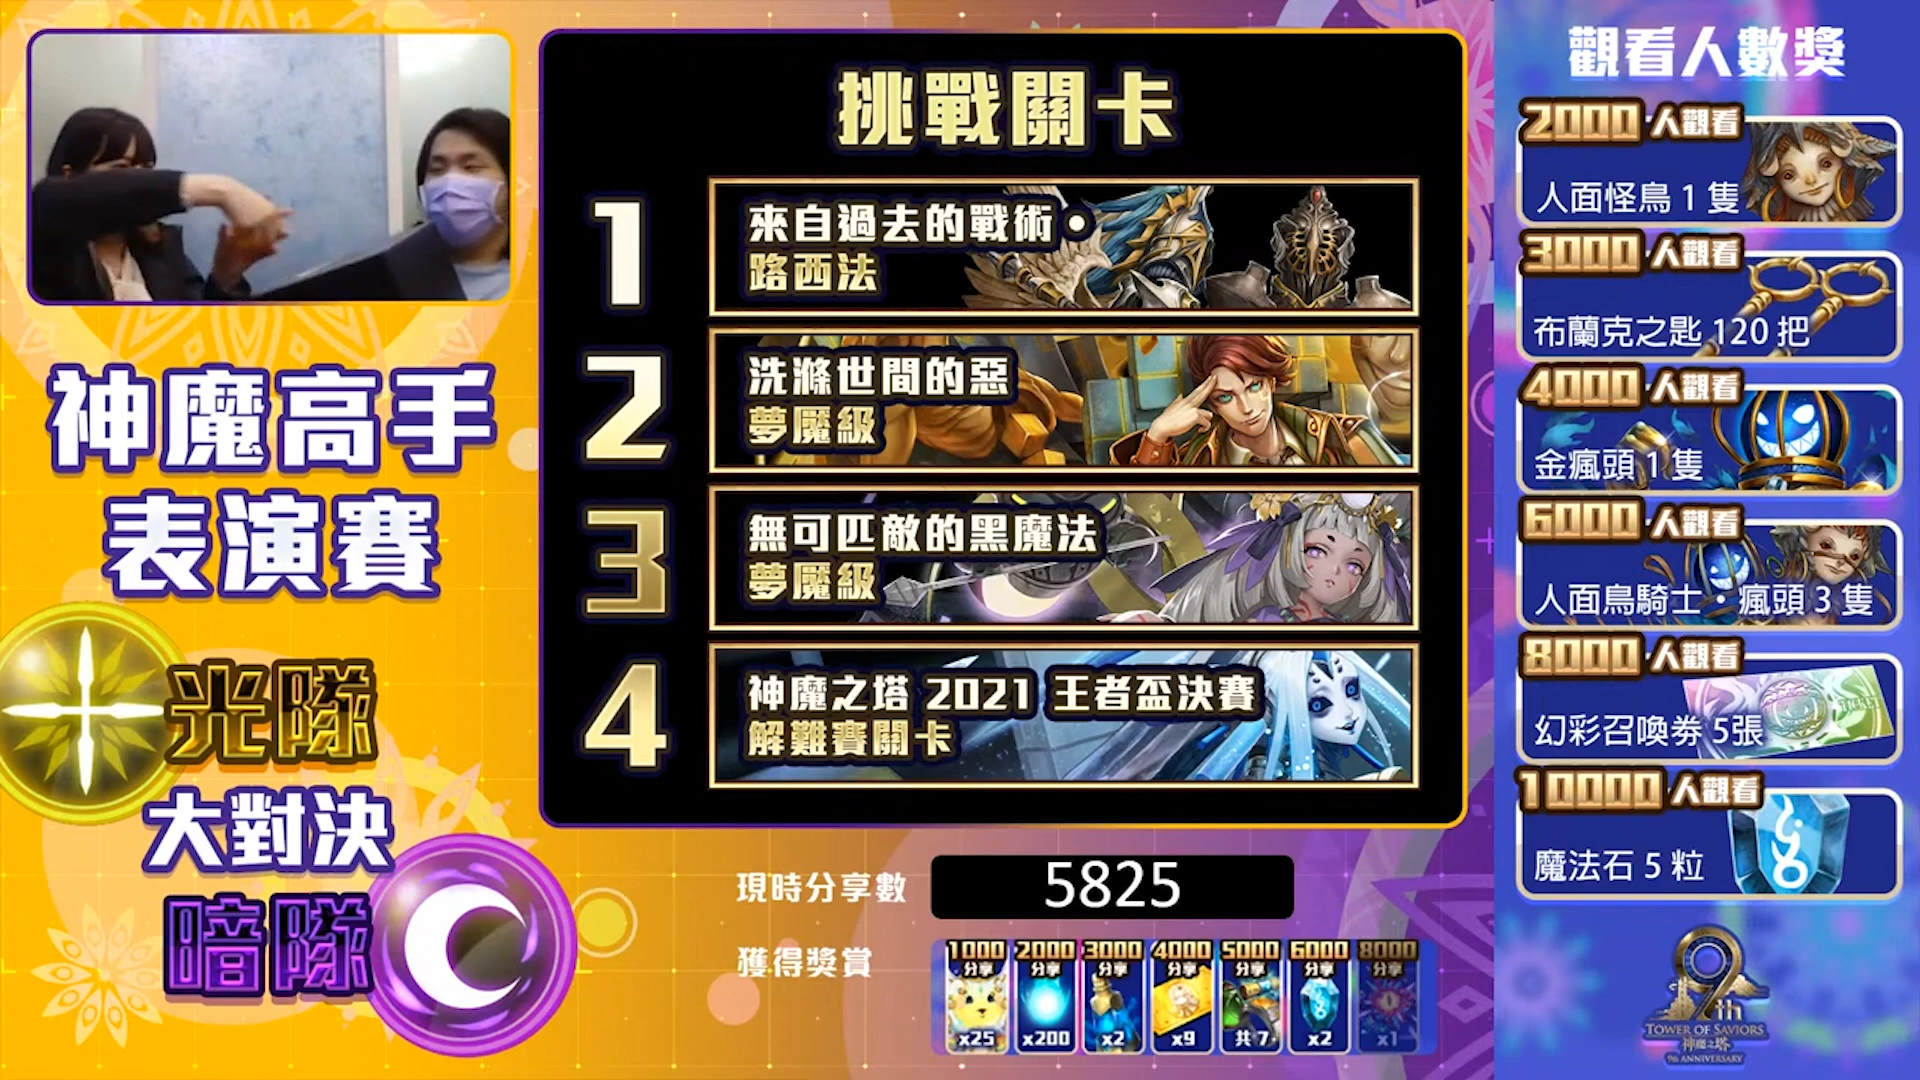 神魔高手
表演賽
光隊
大對決
暗隊
挑戰關卡
1
來自過去的戰術・
路西法
2
洗滌世間的惡
夢魘級
3
無可匹敵的黑魔法
夢魘級
4
神魔之塔 2021 王者盃決賽
解難賽關卡
現時分享數
5825
獲得獎賞
1000
分享
x25
2000
分享
x200
3000
分享
x2
4000
分享
x9
5000
分享
共 7
6000
分享
x2
8000
分享
x1
觀看人數獎
2000 人觀看
人面怪鳥 1 隻
3000 人觀看
布蘭克之匙 120 把
4000 人觀看
金瘋頭 1 隻
6000 人觀看
人面鳥騎士・瘋頭 3 隻
8000 人觀看
TICKET
幻彩召喚券 5張
10000 人觀看
魔法石 5 粒
9th
TOWER OF SAVIORS
神魔之塔
9th ANNIVERSARY